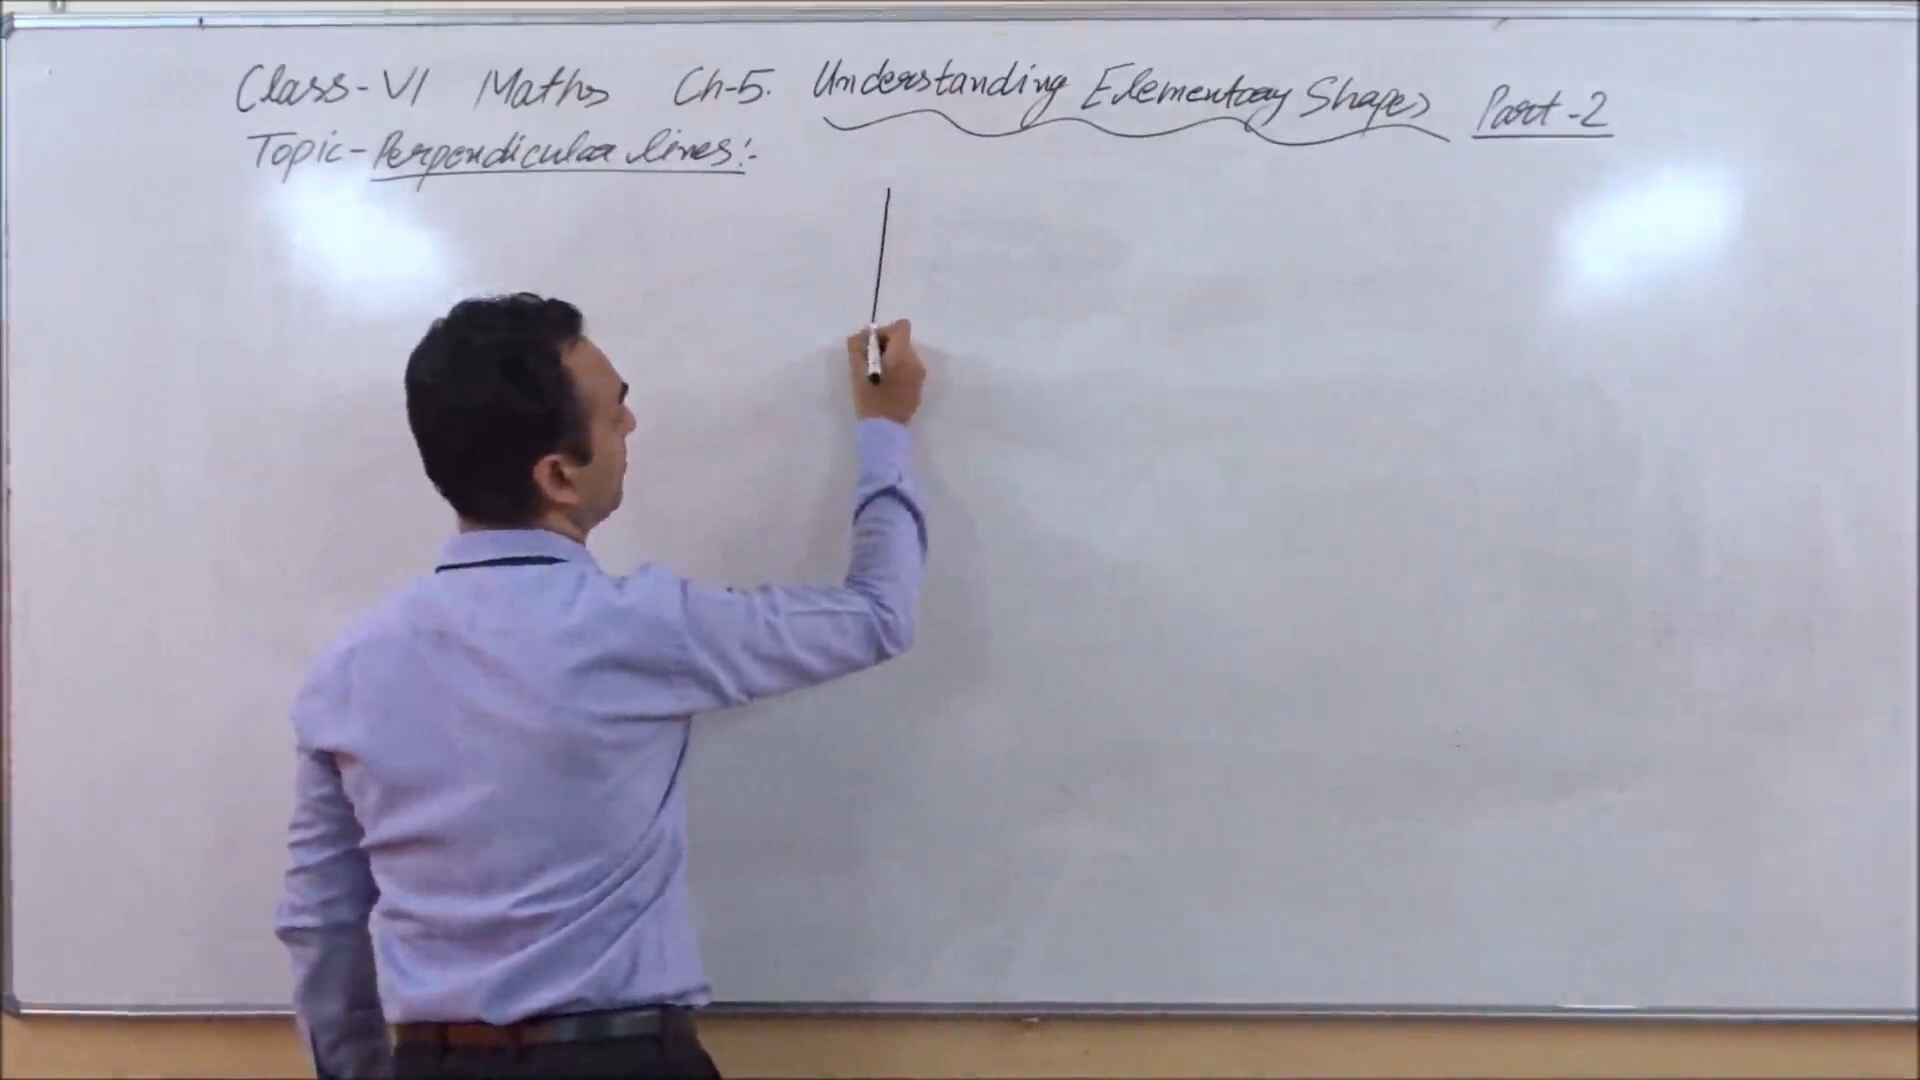 Class-VI Maths Ch-5. Understanding Elementary Shapes Part-2
Topic-Perpendicular lines:-